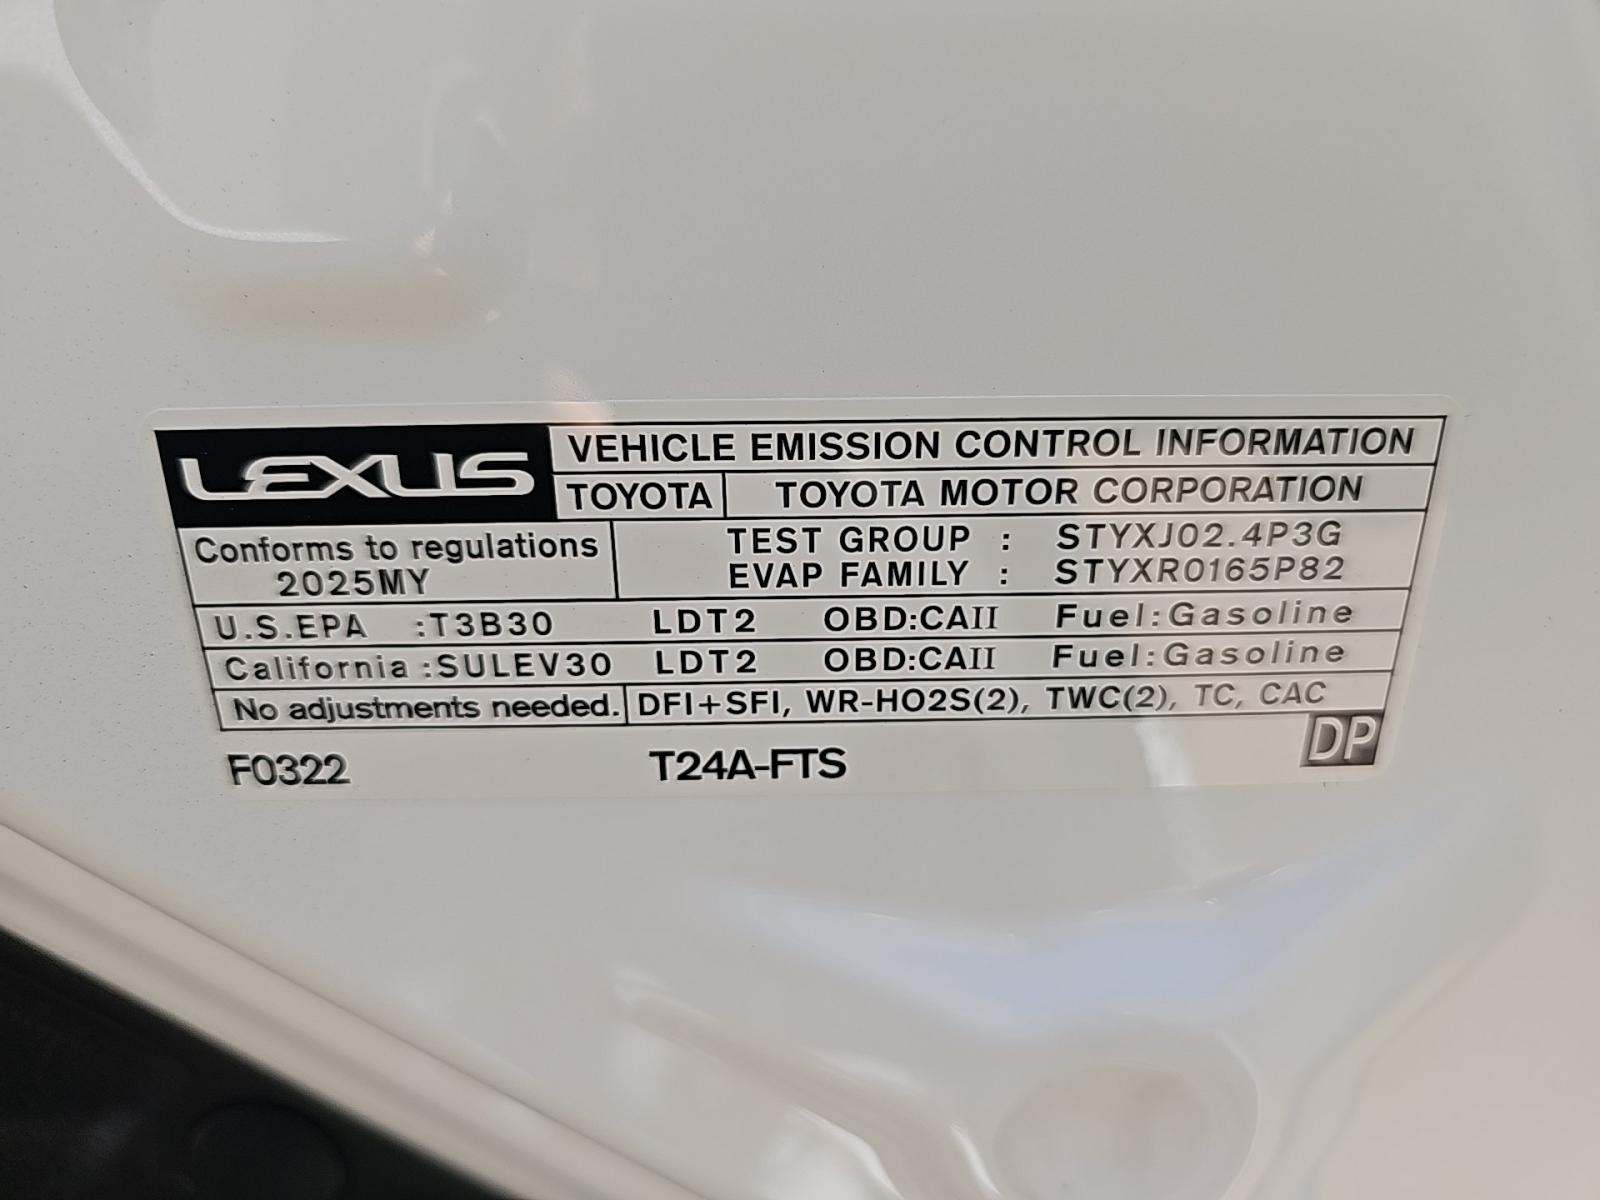 LEXUS VEHICLE EMISSION CONTROL INFORMATION
TOYOTA TOYOTA MOTOR CORPORATION
Conforms to regulations TEST GROUP : STYXJ02.4P3G
2025MY EVAP FAMILY : STYXR0165P82
U.S.EPA :T3B30 LDT2 OBD:CAII Fuel:Gasoline
California :SULEV30 LDT2 OBD:CAII Fuel:Gasoline
No adjustments needed. DFI+SFI, WR-HO2S(2), TWC(2), TC, CAC
F0322 T24A-FTS DP